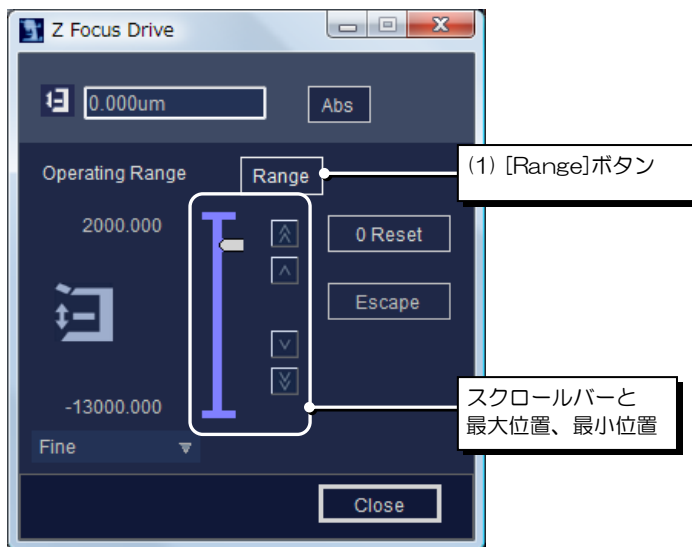 Z Focus Drive
0.000um
Abs
Operating Range
Range
(1) [Range]ボタン
2000.000
0 Reset
Escape
-13000.000
スクロールバーと
最大位置、最小位置
Fine
Close